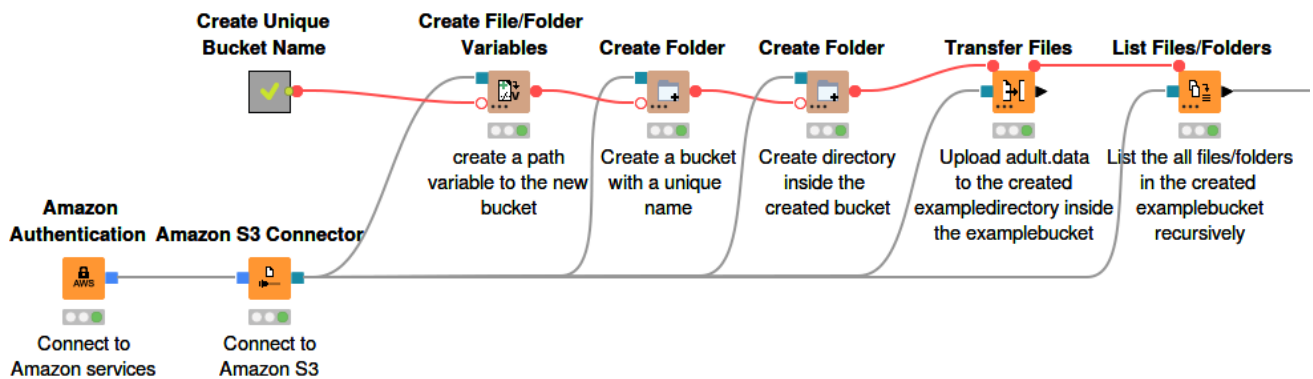 Create Unique
Bucket Name
Create File/Folder
Variables
Create Folder
Create Folder
Transfer Files
List Files/Folders
V
create a path
variable to the new
bucket
Create a bucket
with a unique
name
Create directory
inside the
created bucket
Upload adult.data
to the created
exampledirectory inside
the examplebucket
List the all files/folders
in the created
examplebucket
recursively
Amazon
Authentication
Amazon S3 Connector
AWS
Connect to
Amazon services
Connect to
Amazon S3